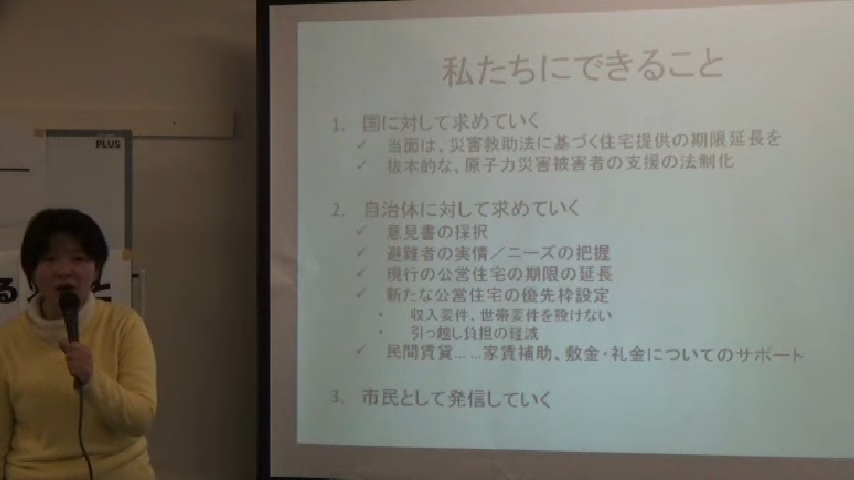 私たちにできること
1. 国に対して求めていく
✓ 当面は、災害救助法に基づく住宅提供の期限延長を
✓ 抜本的な、原子力災害被害者の支援の法制化
2. 自治体に対して求めていく
✓ 意見書の採択
✓ 避難者の実情／ニーズの把握
✓ 現行の公営住宅の期限の延長
✓ 新たな公営住宅の優先枠設定
・ 収入要件、世帯要件を設けない
・ 引っ越し負担の軽減
✓ 民間賃貸……家賃補助、敷金・礼金についてのサポート
3. 市民として発信していく
PLUS
る